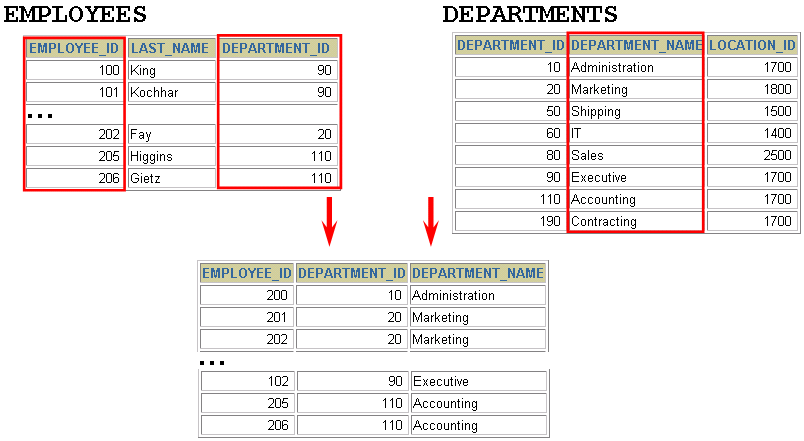 EMPLOYEES
EMPLOYEE_ID LAST_NAME DEPARTMENT_ID
100 King 90
101 Kochhar 90
...
202 Fay 20
205 Higgins 110
206 Gietz 110
DEPARTMENTS
DEPARTMENT_ID DEPARTMENT_NAME LOCATION_ID
10 Administration 1700
20 Marketing 1800
50 Shipping 1500
60 IT 1400
80 Sales 2500
90 Executive 1700
110 Accounting 1700
190 Contracting 1700
EMPLOYEE_ID DEPARTMENT_ID DEPARTMENT_NAME
200 10 Administration
201 20 Marketing
202 20 Marketing
...
102 90 Executive
205 110 Accounting
206 110 Accounting